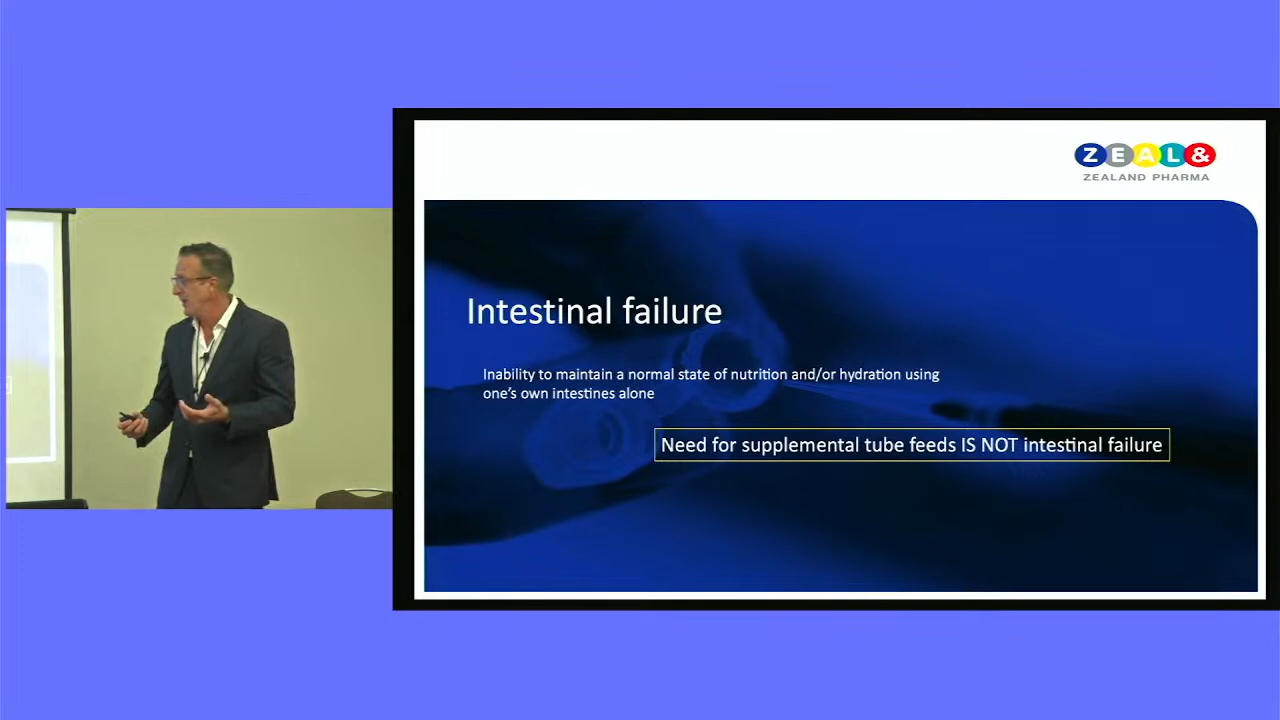 ZEAL&
ZEALAND PHARMA
Intestinal failure
Inability to maintain a normal state of nutrition and/or hydration using
one's own intestines alone
Need for supplemental tube feeds IS NOT intestinal failure